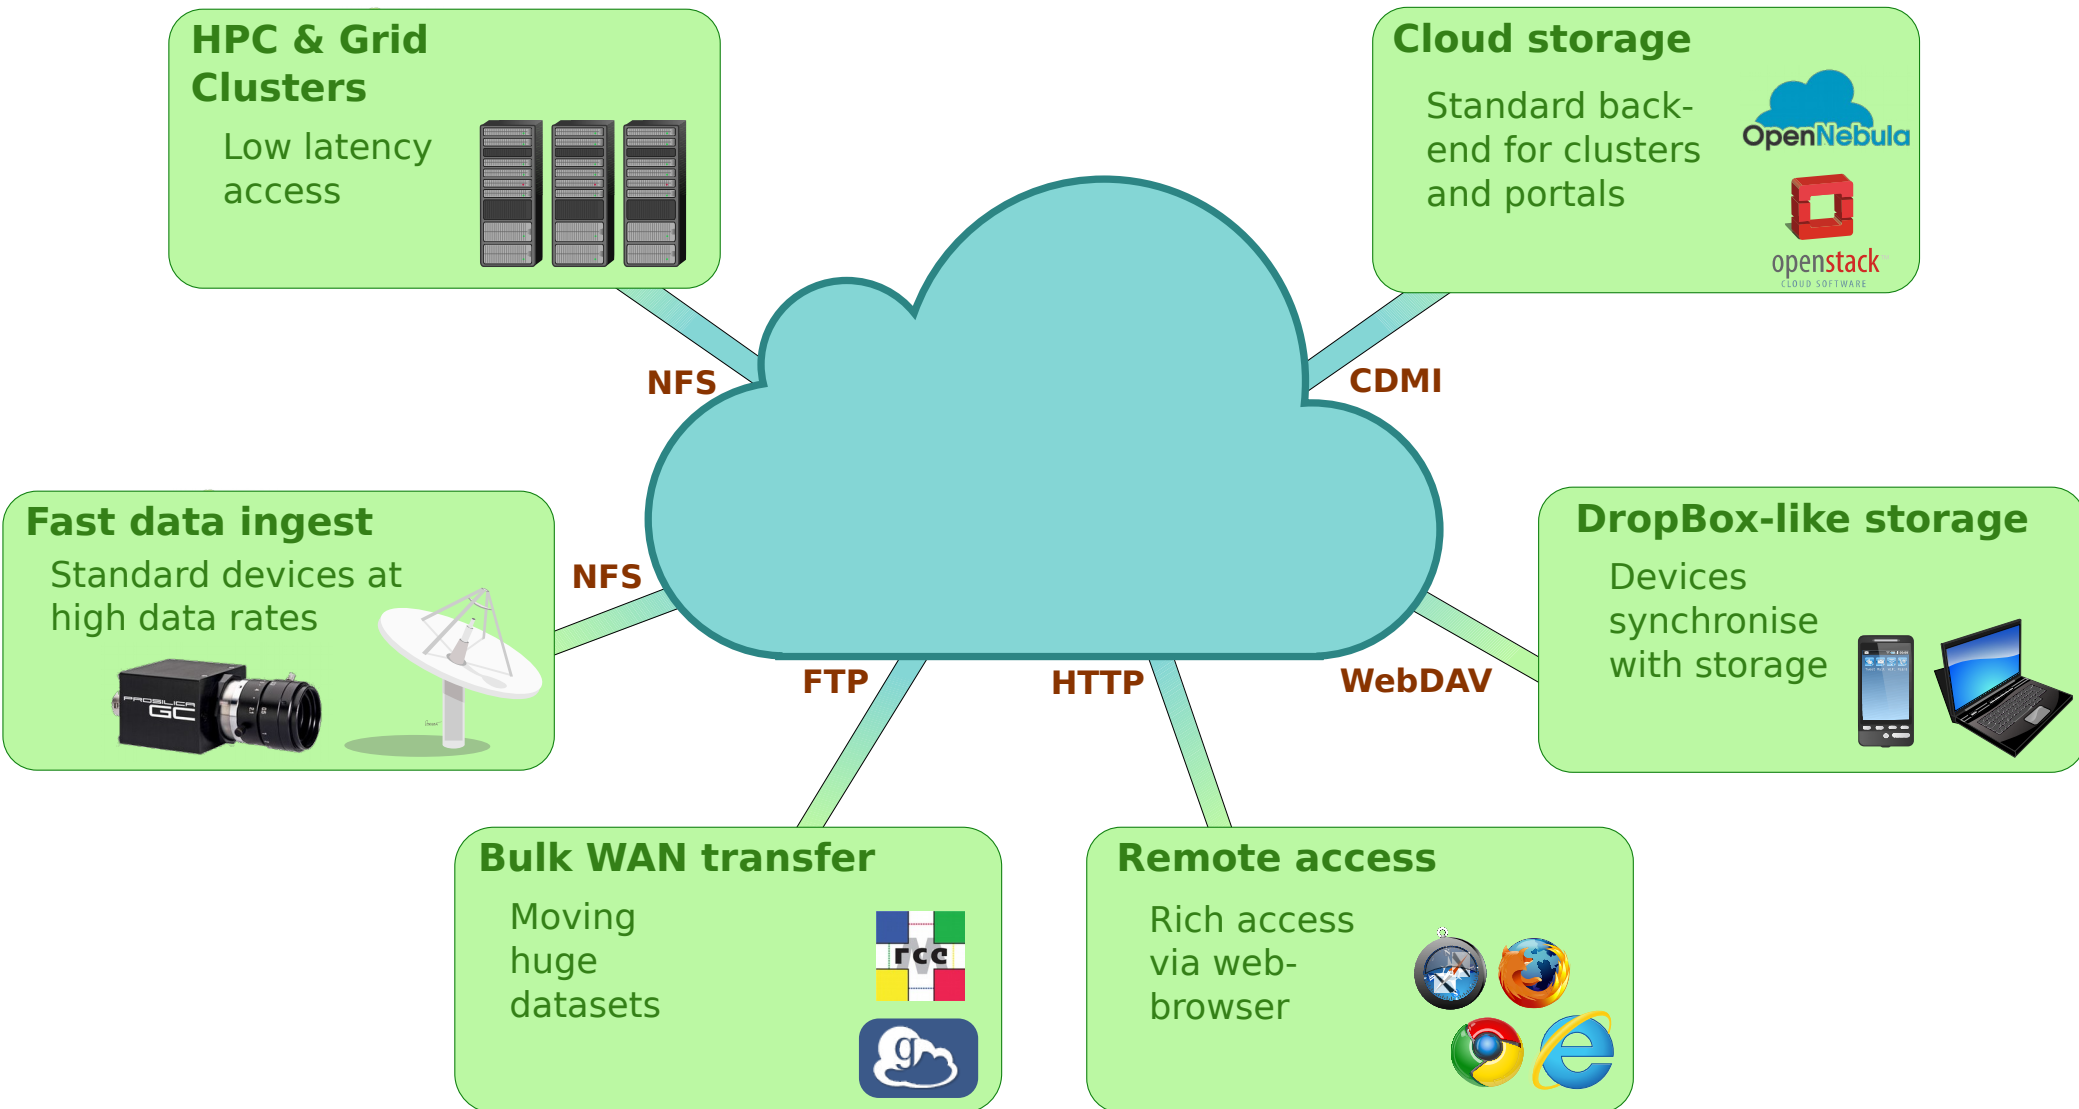 HPC & Grid
Clusters
Low latency
access
Cloud storage
Standard back-
end for clusters
and portals
OpenNebula
openstack
CLOUD SOFTWARE
NFS
CDMI
Fast data ingest
Standard devices at
high data rates
PROSILICA
GC
NFS
DropBox-like storage
Devices
synchronise
with storage
FTP
HTTP
WebDAV
Bulk WAN transfer
Moving
huge
datasets
rcc
g
Remote access
Rich access
via web-
browser